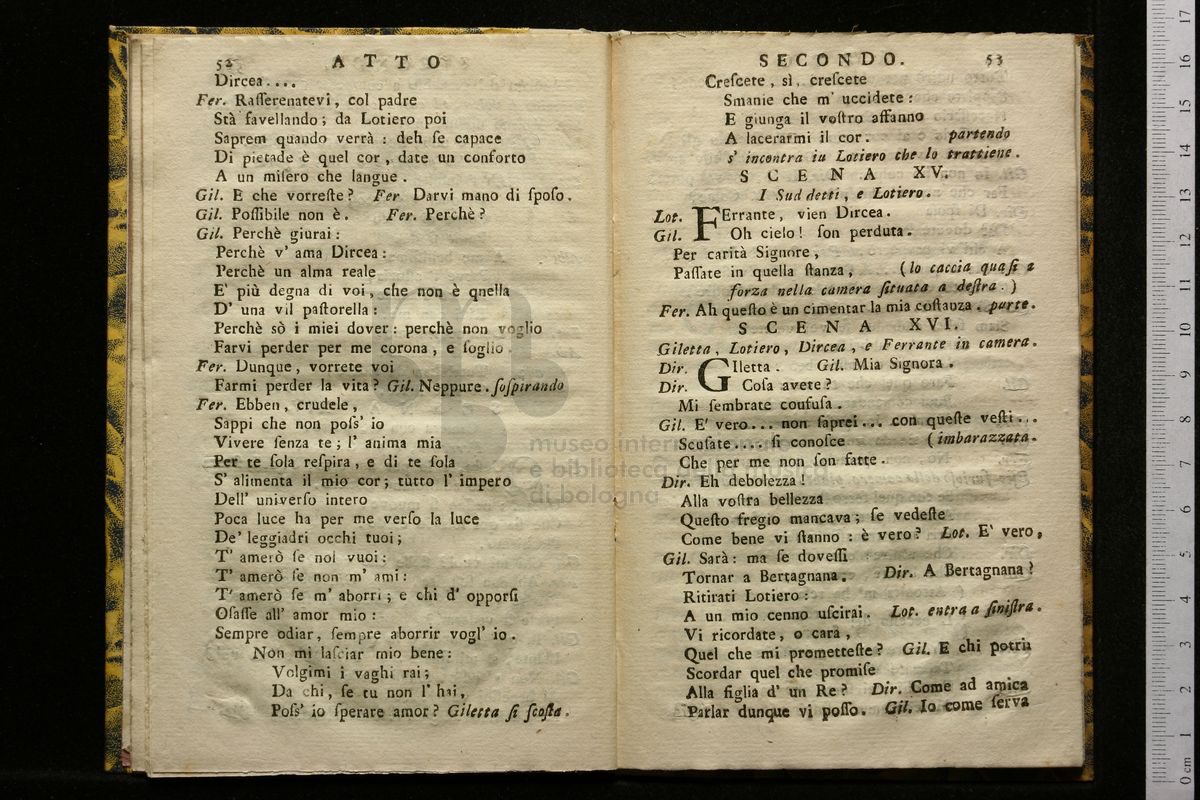 52 ATTO
Dircea....
Fer. Rasserenatevi, col padre
Stà favellando; da Lotiero poi
Saprem quando verrà: deh se capace
Di pietade è quel cor, date un conforto
A un misero che langue.
Gil. E che vorreste? Fer Darvi mano di sposo.
Gil. Possibile non è. Fer. Perchè?
Gil. Perchè giurai:
Perchè v' ama Dircea:
Perchè un alma reale
E' più degna di voi, che non è qnella
D' una vil pastorella:
Perchè sò i miei dover: perchè non voglio
Farvi perder per me corona, e soglio.
Fer. Dunque, vorrete voi
Farmi perder la vita? Gil. Neppure. sospirando
Fer. Ebben, crudele,
Sappi che non poss' io
Vivere senza te; l' anima mia
Per te sola respira, e di te sola
S' alimenta il mio cor; tutto l' impero
Dell' universo intero
Poca luce ha per me verso la luce
De' leggiadri occhi tuoi;
T' amerò se nol vuoi:
T' amerò se non m' ami:
T' amerò se m' aborri; e chi d' opporsi
Osasse all' amor mio:
Sempre odiar, sempre aborrir vogl' io.
Non mi lasciar mio bene:
Volgimi i vaghi rai;
Da chi, se tu non l' hai,
Poss' io sperare amor? Giletta si scosta.
SECONDO. 53
Crescete, sì, crescete
Smanie che m' uccidete:
E giunga il vostro affanno
A lacerarmi il cor. partendo
s' incontra iu Lotiero che lo trattiene.
SCENA XV.
I Suddetti, e Lotiero.
Lot. FErrante, vien Dircea.
Gil. Oh cielo! son perduta.
Per carità Signore,
Passate in quella stanza, (lo caccia quasi a
forza nella camera situata a destra.)
Fer. Ah questo è un cimentar la mia costauza. parte.
SCENA XVI.
Giletta, Lotiero, Dircea, e Ferrante in camera.
Dir. GIletta. Gil. Mia Signora.
Dir. Cosa avete?
Mi sembrate coufusa.
Gil. E' vero... non saprei... con queste vesti...
Scusate.... si conosce (imbarazzata.
Che per me non son fatte.
Dir. Eh debolezza!
Alla vostra bellezza
Questo fregio mancava; se vedeste
Come bene vi stanno: è vero? Lot. E' vero,
Gil. Sarà: ma se dovessi
Tornar a Bertagnana. Dir. A Bertagnana!
Ritirati Lotiero:
A un mio cenno uscirai. Lot. entra a sinistra.
Vi ricordate, o cara,
Quel che mi prometteste? Gil. E chi potria
Scordar quel che promise
Alla figlia d' un Re? Dir. Come ad amica
Parlar dunque vi posso. Gil. Io come serva
museo internazionale
e biblioteca della musica
di bologna